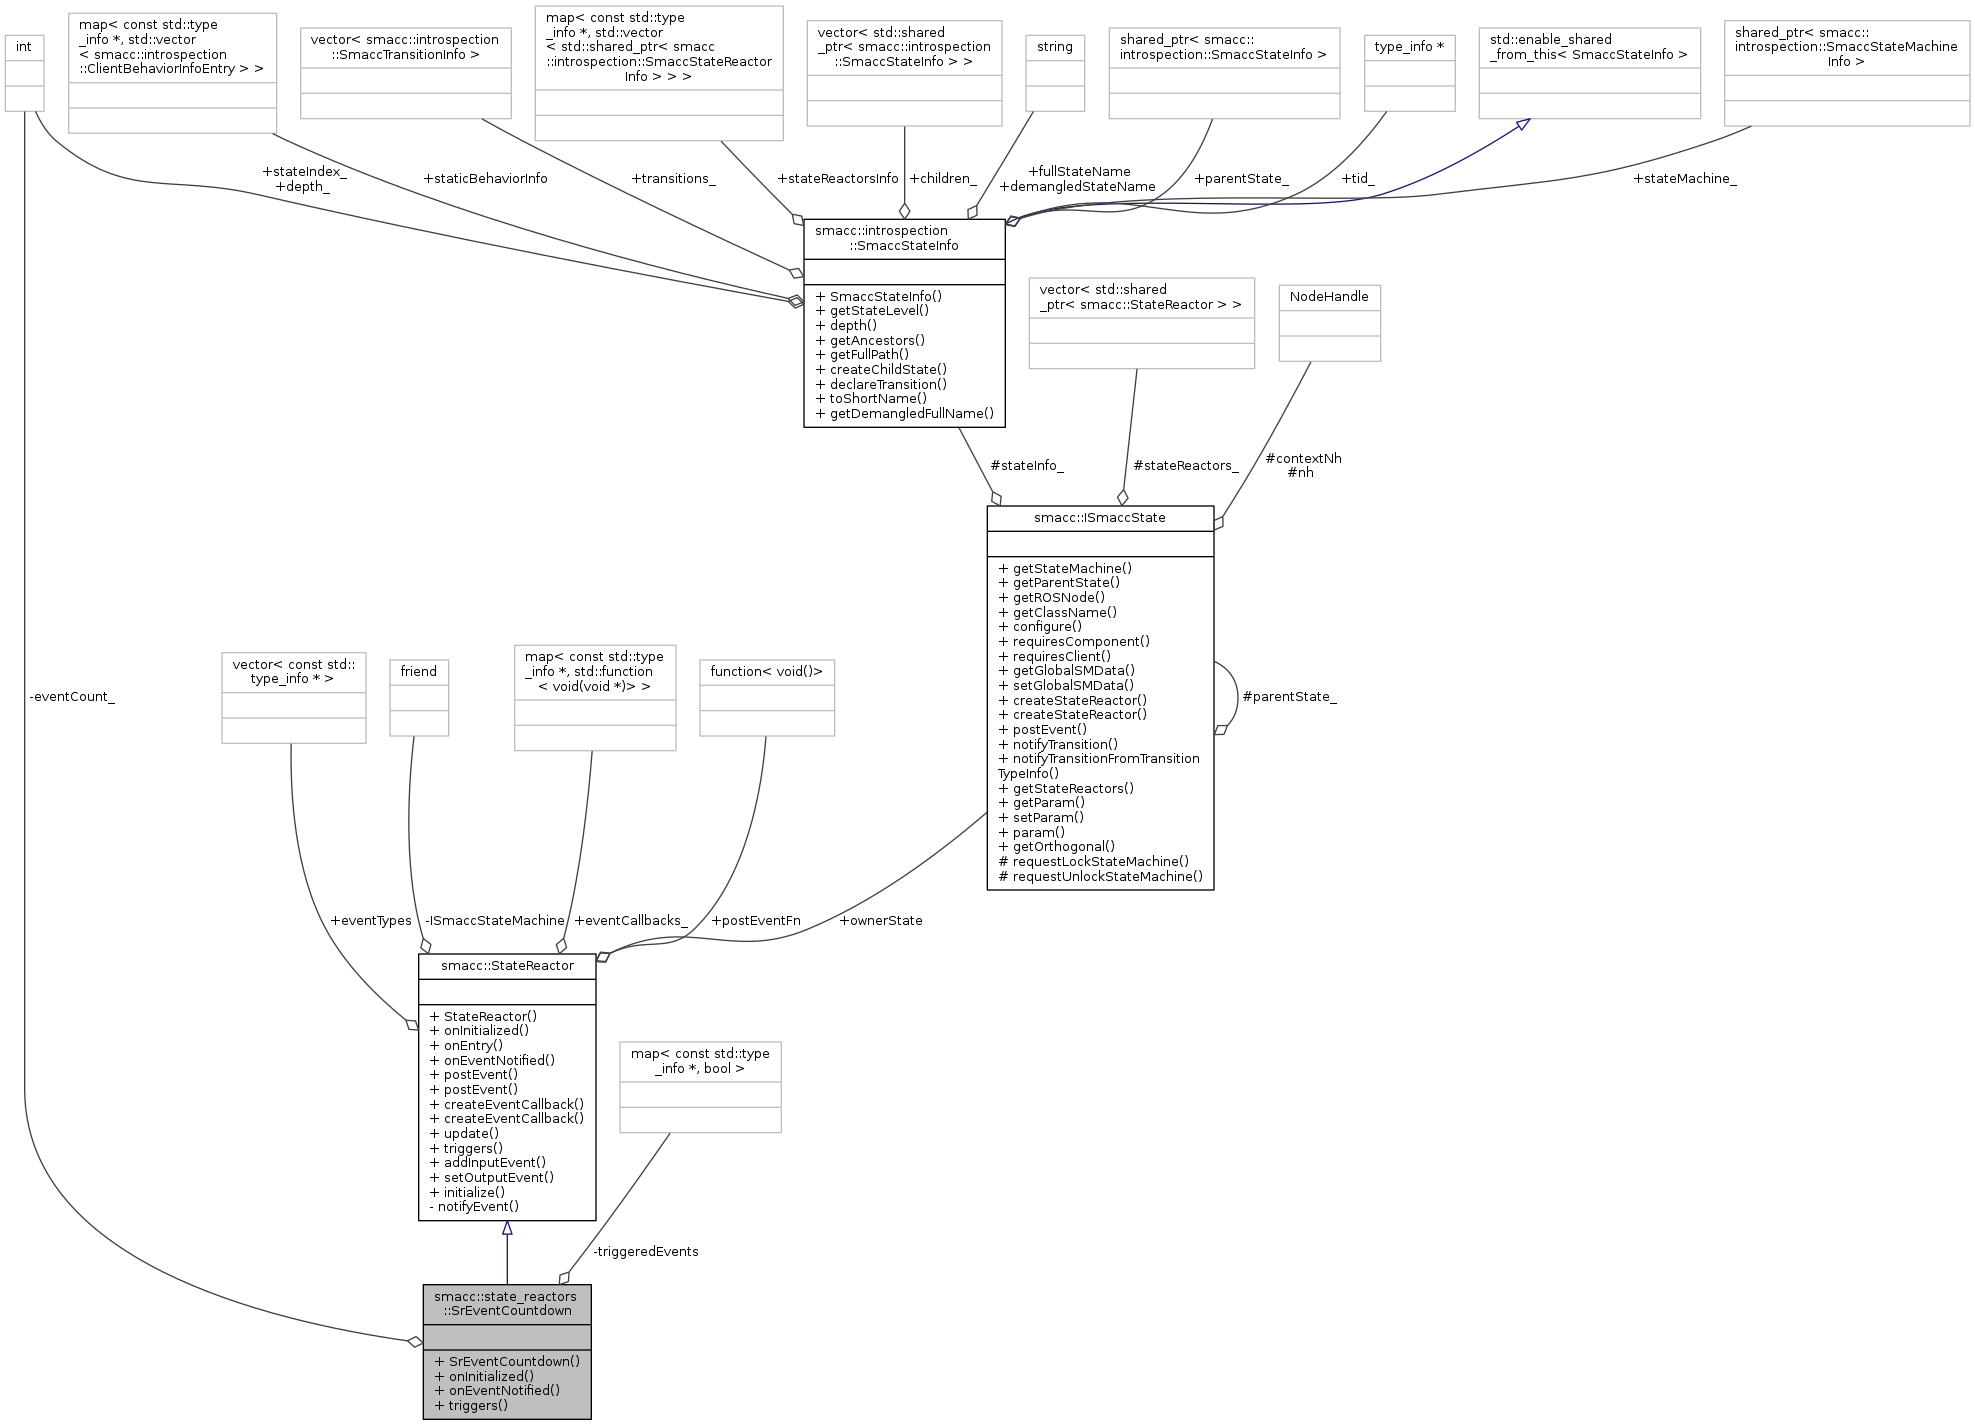 int
map< const std::type
_info *, std::vector
< smacc::introspection
::ClientBehaviorInfoEntry > >
vector< smacc::introspection
::SmaccTransitionInfo >
map< const std::type
_info *, std::vector
< std::shared_ptr< smacc
::introspection::SmaccStateReactor
Info > > >
vector< std::shared
_ptr< smacc::introspection
::SmaccStateInfo > >
string
shared_ptr< smacc::
introspection::SmaccStateInfo >
type_info *
std::enable_shared
_from_this< SmaccStateInfo >
shared_ptr< smacc::
introspection::SmaccStateMachine
Info >
+stateIndex_
+depth_
+staticBehaviorInfo
+transitions_
+stateReactorsInfo
+children_
+fullStateName
+demangledStateName
+parentState_
+tid_
+stateMachine_
smacc::introspection
::SmaccStateInfo
+ SmaccStateInfo()
+ getStateLevel()
+ depth()
+ getAncestors()
+ getFullPath()
+ createChildState()
+ declareTransition()
+ toShortName()
+ getDemangledFullName()
vector< std::shared
_ptr< smacc::StateReactor > >
NodeHandle
#stateInfo_
#stateReactors_
#contextNh
#nh
smacc::ISmaccState
+ getStateMachine()
+ getParentState()
+ getROSNode()
+ getClassName()
+ configure()
+ requiresComponent()
+ requiresClient()
+ getGlobalSMData()
+ setGlobalSMData()
+ createStateReactor()
+ createStateReactor()
+ postEvent()
+ notifyTransition()
+ notifyTransitionFromTransition
TypeInfo()
+ getStateReactors()
+ getParam()
+ setParam()
+ param()
+ getOrthogonal()
# requestLockStateMachine()
# requestUnlockStateMachine()
#parentState_
-eventCount_
vector< const std::
type_info * >
friend
map< const std::type
_info *, std::function
< void(void *)> >
function< void()>
+eventTypes
-ISmaccStateMachine
+eventCallbacks_
+postEventFn
+ownerState
smacc::StateReactor
+ StateReactor()
+ onInitialized()
+ onEntry()
+ onEventNotified()
+ postEvent()
+ postEvent()
+ createEventCallback()
+ createEventCallback()
+ update()
+ triggers()
+ addInputEvent()
+ setOutputEvent()
+ initialize()
- notifyEvent()
map< const std::type
_info *, bool >
-triggeredEvents
smacc::state_reactors
::SrEventCountdown
+ SrEventCountdown()
+ onInitialized()
+ onEventNotified()
+ triggers()